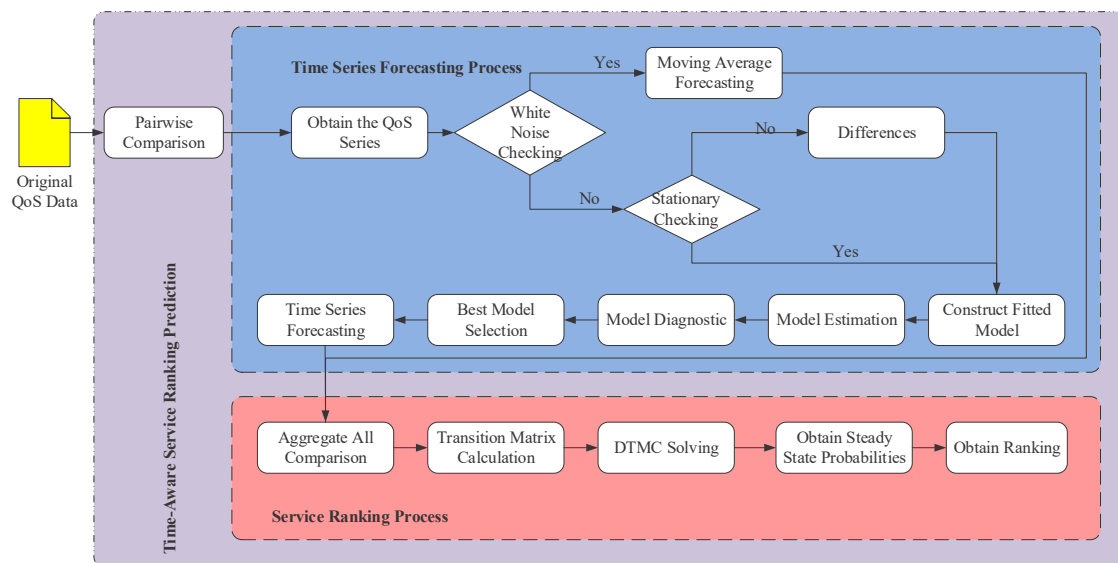 Time Series Forecasting Process
Yes
Moving Average
Forecasting
Original
QoS Data
Pairwise
Comparison
Obtain the QoS
Series
White
Noise
Checking
No
Differences
No
Stationary
Checking
Yes
Time Series
Forecasting
Best Model
Selection
Model Diagnostic
Model Estimation
Construct Fitted
Model
Time-Aware Service Ranking Prediction
Aggregate All
Comparison
Transition Matrix
Calculation
DTMC Solving
Obtain Steady
State Probabilities
Obtain Ranking
Service Ranking Process